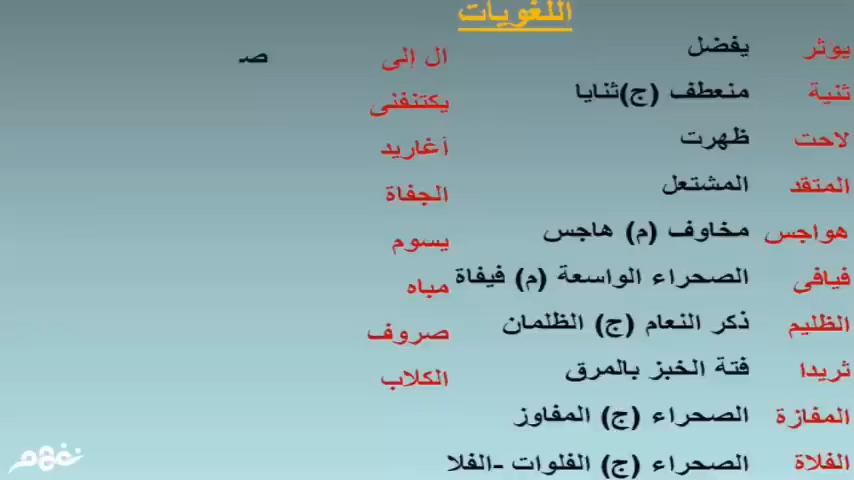 اللغويات
يوثر يفضل
ثنية منعطف (ج)ثنايا
لاحت ظهرت
المتقد المشتعل
هواجس مخاوف (م) هاجس
فيافي الصحراء الواسعة (م) فيفاة
الظليم ذكر النعام (ج) الظلمان
ثريدا فتة الخبز بالمرق
المفازة الصحراء (ج) المفاوز
الفلاة الصحراء (ج) الفلوات -الفلا
ال إلى صـ
يكتنفنى
أغاريد
الجفاة
يسوم
مباه
صروف
الكلاب
نفهم